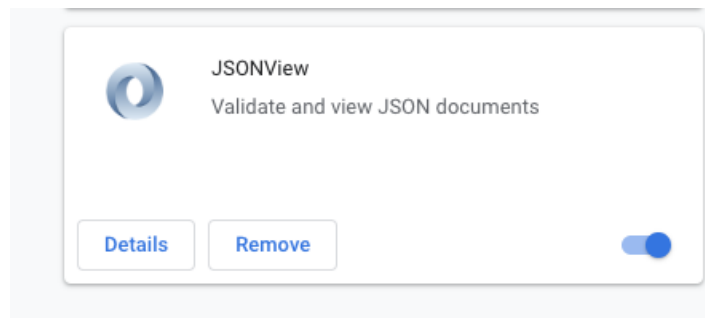 JSONView
Validate and view JSON documents
Details
Remove